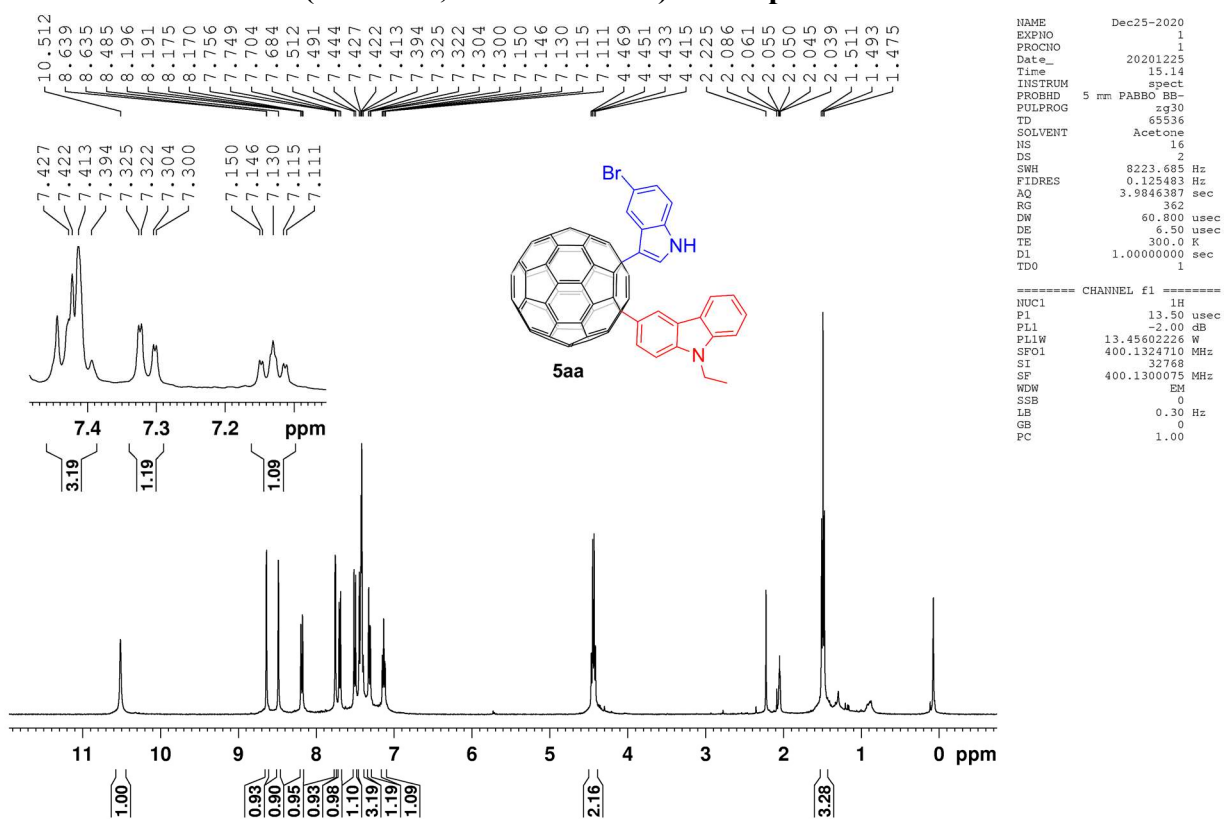 10.512
8.639
8.635
8.485
8.196
8.191
8.175
8.170
7.756
7.749
7.704
7.684
7.512
7.491
7.444
7.427
7.422
7.413
7.394
7.325
7.322
7.304
7.300
7.150
7.146
7.130
7.115
7.111
4.469
4.451
4.433
4.415
2.225
2.086
2.061
2.055
2.050
2.045
2.039
1.511
1.493
1.475
7.427
7.422
7.413
7.394
7.325
7.322
7.304
7.300
7.150
7.146
7.130
7.115
7.111
7.4 7.3 7.2 ppm
3.19
1.19
1.09
Br
NH
N
5aa
NAME Dec25-2020
EXPNO 1
PROCNO 1
Date_ 20201225
Time 15.14
INSTRUM spect
PROBHD 5 mm PABBO BB-
PULPROG zg30
TD 65536
SOLVENT Acetone
NS 16
DS 2
SWH 8223.685 Hz
FIDRES 0.125483 Hz
AQ 3.9846387 sec
RG 362
DW 60.800 usec
DE 6.50 usec
TE 300.0 K
D1 1.00000000 sec
TD0 1
======== CHANNEL f1 ========
NUC1 1H
P1 13.50 usec
PL1 -2.00 dB
PL1W 13.45602226 W
SFO1 400.1324710 MHz
SI 32768
SF 400.1300075 MHz
WDW EM
SSB 0
LB 0.30 Hz
GB 0
PC 1.00
11 10 9 8 7 6 5 4 3 2 1 0 ppm
1.00
0.93
0.90
0.95
0.93
0.98
1.10
3.19
1.19
1.09
2.16
3.28